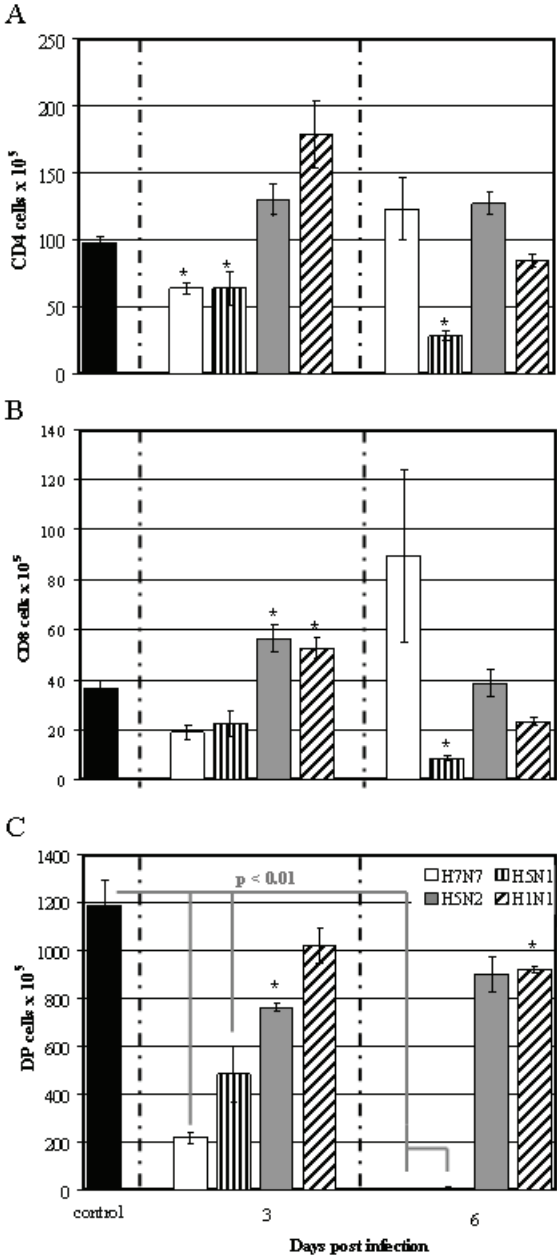 A
CD4 cells x 10⁵
250
200
150
100
50
0
* * *
B
CD8 cells x 10⁵
140
120
100
80
60
40
20
0
* * *
C
DP cells x 10⁵
1400
1200
1000
800
600
400
200
0
p < 0.01
H7N7 H5N1
H5N2 H1N1
* *
control 3 6
Days post infection